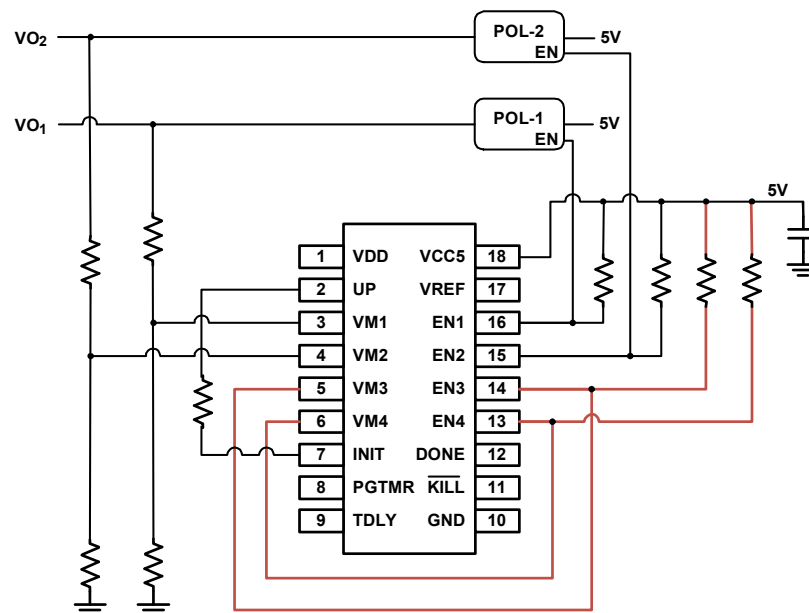 POL-2
VO2
5V
EN
POL-1
VO1
5V
EN
5V
1 VDD VCC5 18
2 UP VREF 17
3 VM1 EN1 16
4 VM2 EN2 15
5 VM3 EN3 14
6 VM4 EN4 13
7 INIT DONE 12
8 PGTMR KILL 11
9 TDLY GND 10